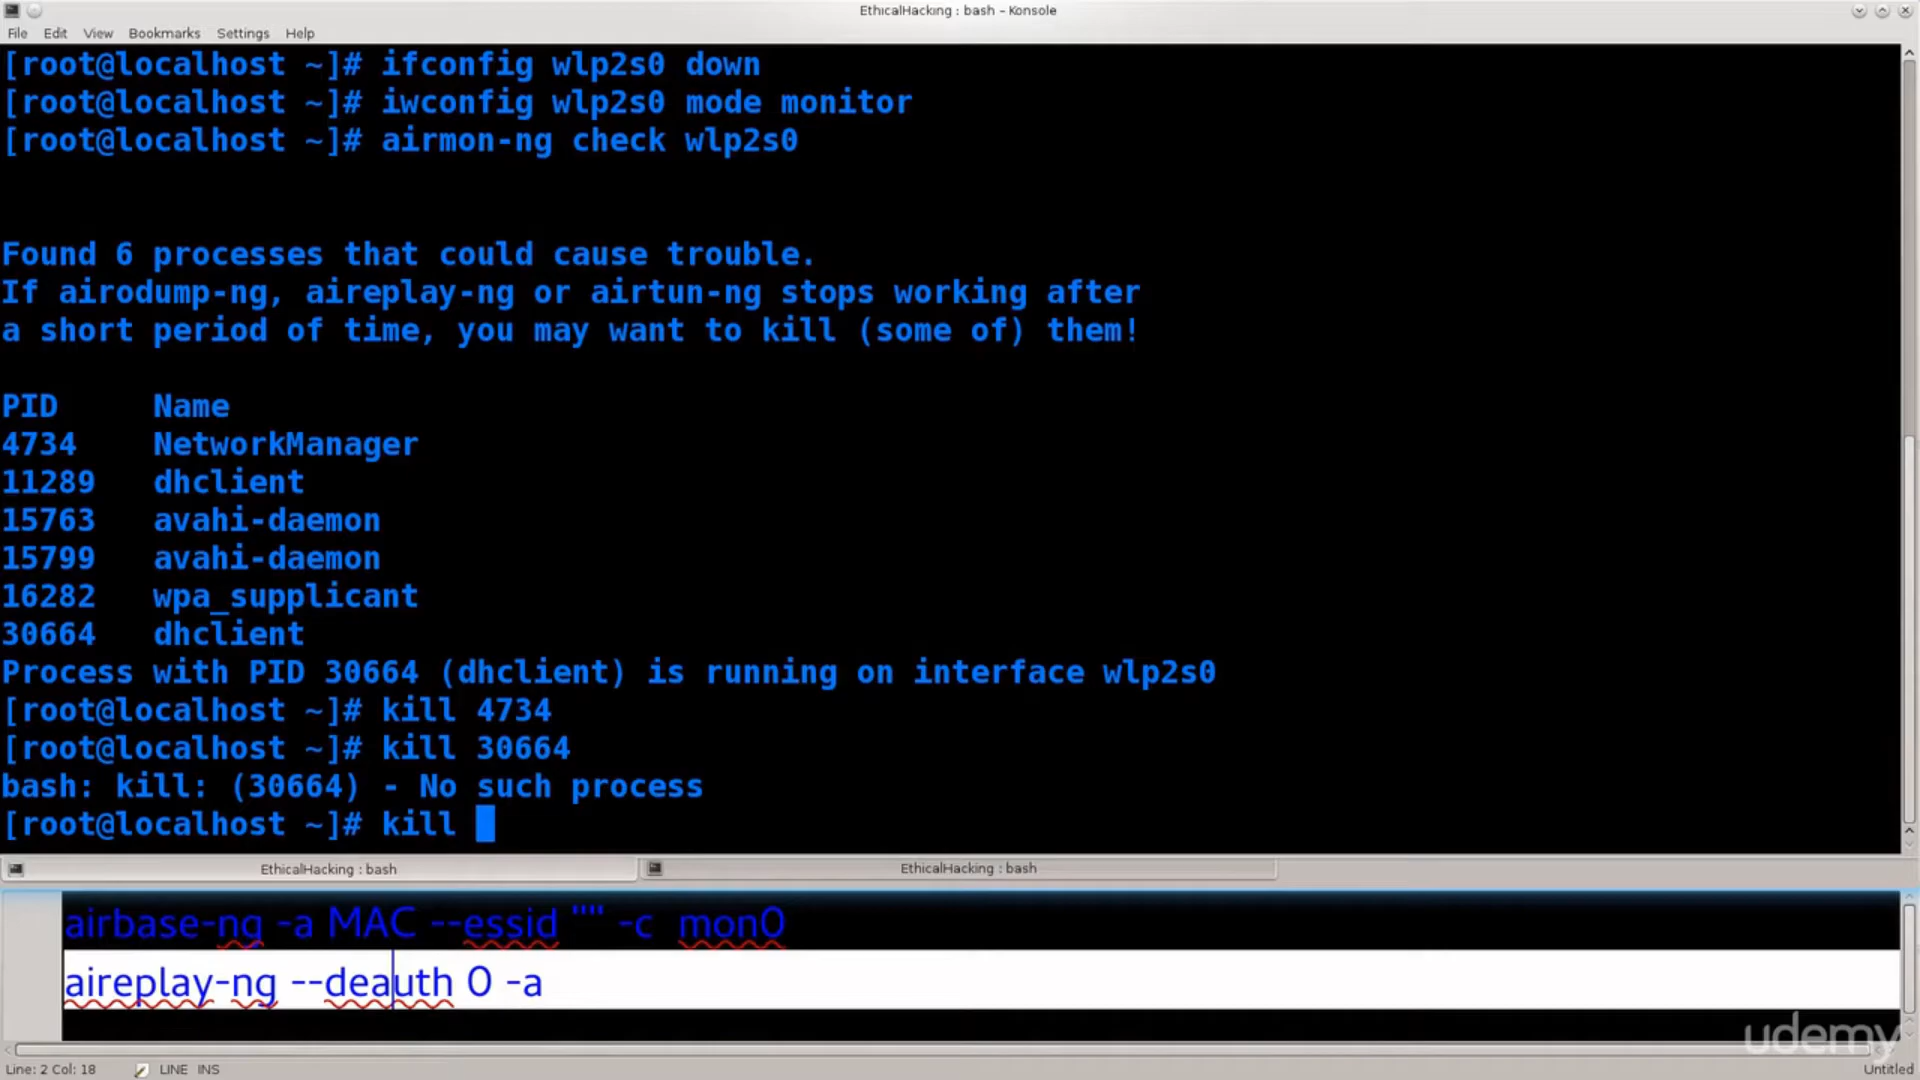 EthicalHacking : bash – Konsole
File Edit View Bookmarks Settings Help
[root@localhost ~]# ifconfig wlp2s0 down
[root@localhost ~]# iwconfig wlp2s0 mode monitor
[root@localhost ~]# airmon-ng check wlp2s0
Found 6 processes that could cause trouble.
If airodump-ng, aireplay-ng or airtun-ng stops working after
a short period of time, you may want to kill (some of) them!
PID Name
4734 NetworkManager
11289 dhclient
15763 avahi-daemon
15799 avahi-daemon
16282 wpa_supplicant
30664 dhclient
Process with PID 30664 (dhclient) is running on interface wlp2s0
[root@localhost ~]# kill 4734
[root@localhost ~]# kill 30664
bash: kill: (30664) - No such process
[root@localhost ~]# kill
EthicalHacking : bash EthicalHacking : bash
airbase-ng -a MAC --essid "" -c mon0
aireplay-ng --deauth 0 -a
udemy
Line: 2 Col: 18 LINE INS Untitled